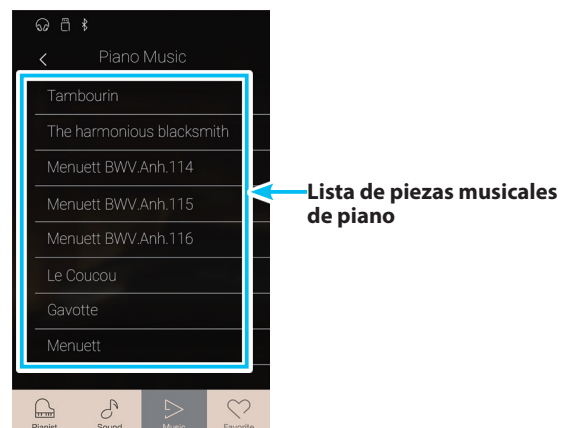 Piano Music
Tambourin
The harmonious blacksmith
Menuett BWV.Anh.114
Menuett BWV.Anh.115
Menuett BWV.Anh.116
Le Coucou
Gavotte
Menuett
Lista de piezas musicales
de piano
Pianist Sound Music Favorite